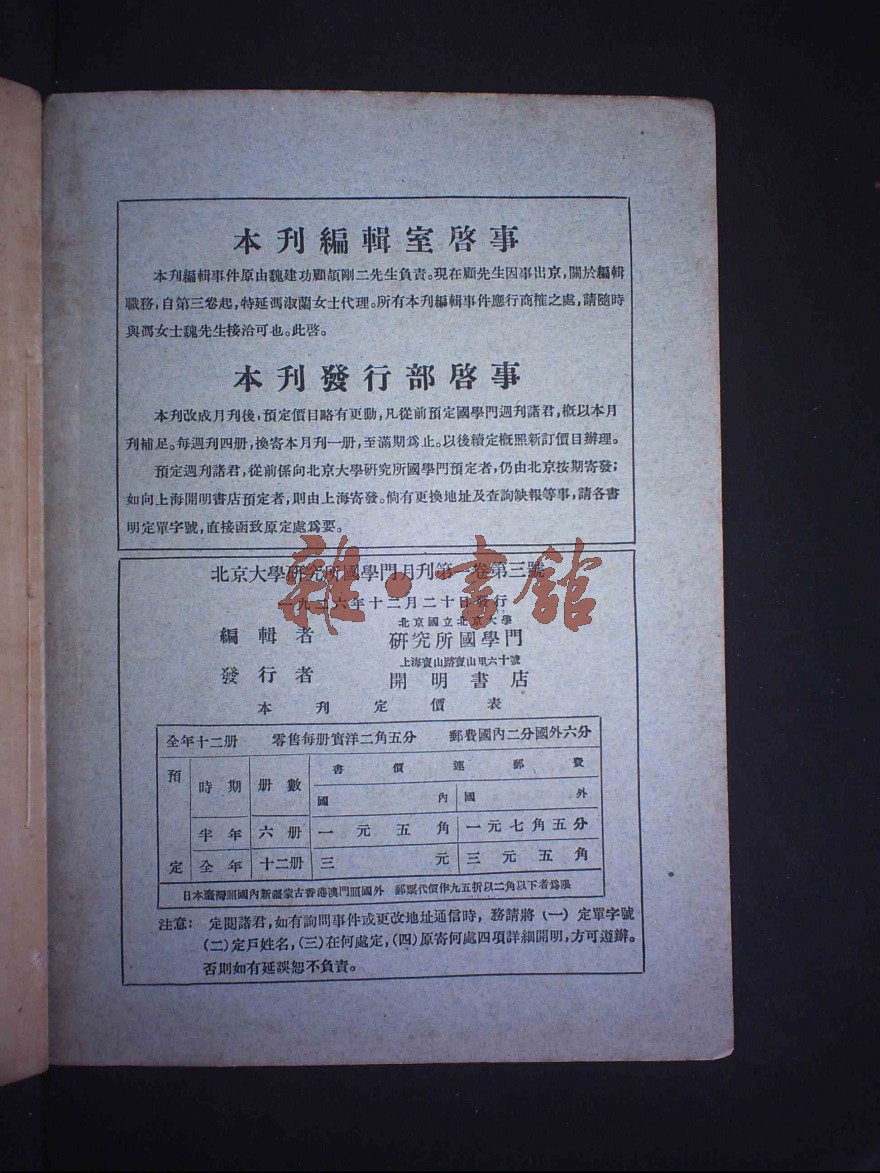 本刊編輯室啓事
本刊編輯事件原由魏建功顧頡剛二先生負責。現在顧先生因事出京，關於編輯
職務，自第三卷起，特延馮淑蘭女士代理。所有本刊編輯事件應行商榷之處，請隨時
與馮女士魏先生接洽可也。此啓。
本刊發行部啓事
本刊改成月刊後，預定價目略有更動，凡從前預定國學門週刊諸君，概以本月
刊補足。每週刊四册，換寄本月刊一册，至滿期爲止。以後續定概照新訂價目辦理。
預定週刊諸君，從前係向北京大學研究所國學門預定者，仍由北京按期寄發；
如向上海開明書店預定者，則由上海寄發。倘有更換地址及查詢缺報等事，請各書
明定單字號，直接函致原定處爲要。
雜·書館
北京大學研究所國學門月刊第一卷第三號
一九二六年十二月二十日發行
編輯者 北京國立北京大學
研究所國學門
發行者 上海寶山路寶山里六十號
開明書店
本刊定價表
全年十二册 零售每册實洋二角五分 郵費國內二分國外六分
預定 時期 册數 書價連郵費
國內 國外
半年 六册 一元五角 一元七角五分
全年 十二册 三元 三元五角
日本臺灣照國內新疆蒙古香港澳門照國外 郵票代價作九五折以二角以下者爲限
注意： 定閱諸君，如有詢問事件或更改地址通信時，務請將（一）定單字號
（二）定戶姓名，（三）在何處定，（四）原寄何處四項詳細開明，方可遵辦。
否則如有延誤恕不負責。